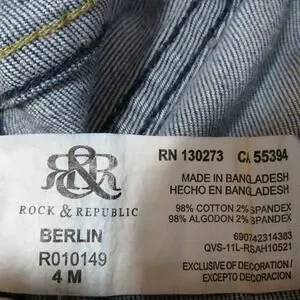 R&R
ROCK & REPUBLIC
BERLIN
R010149
4 M
RN 130273 CA 55394
MADE IN BANGLADESH
HECHO EN BANGLADESH
98% COTTON 2% SPANDEX
98% ALGODON 2% SPANDEX
690742314383
QVS-11L-RSAH10521
EXCLUSIVE OF DECORATION /
EXCEPTO DECORACION